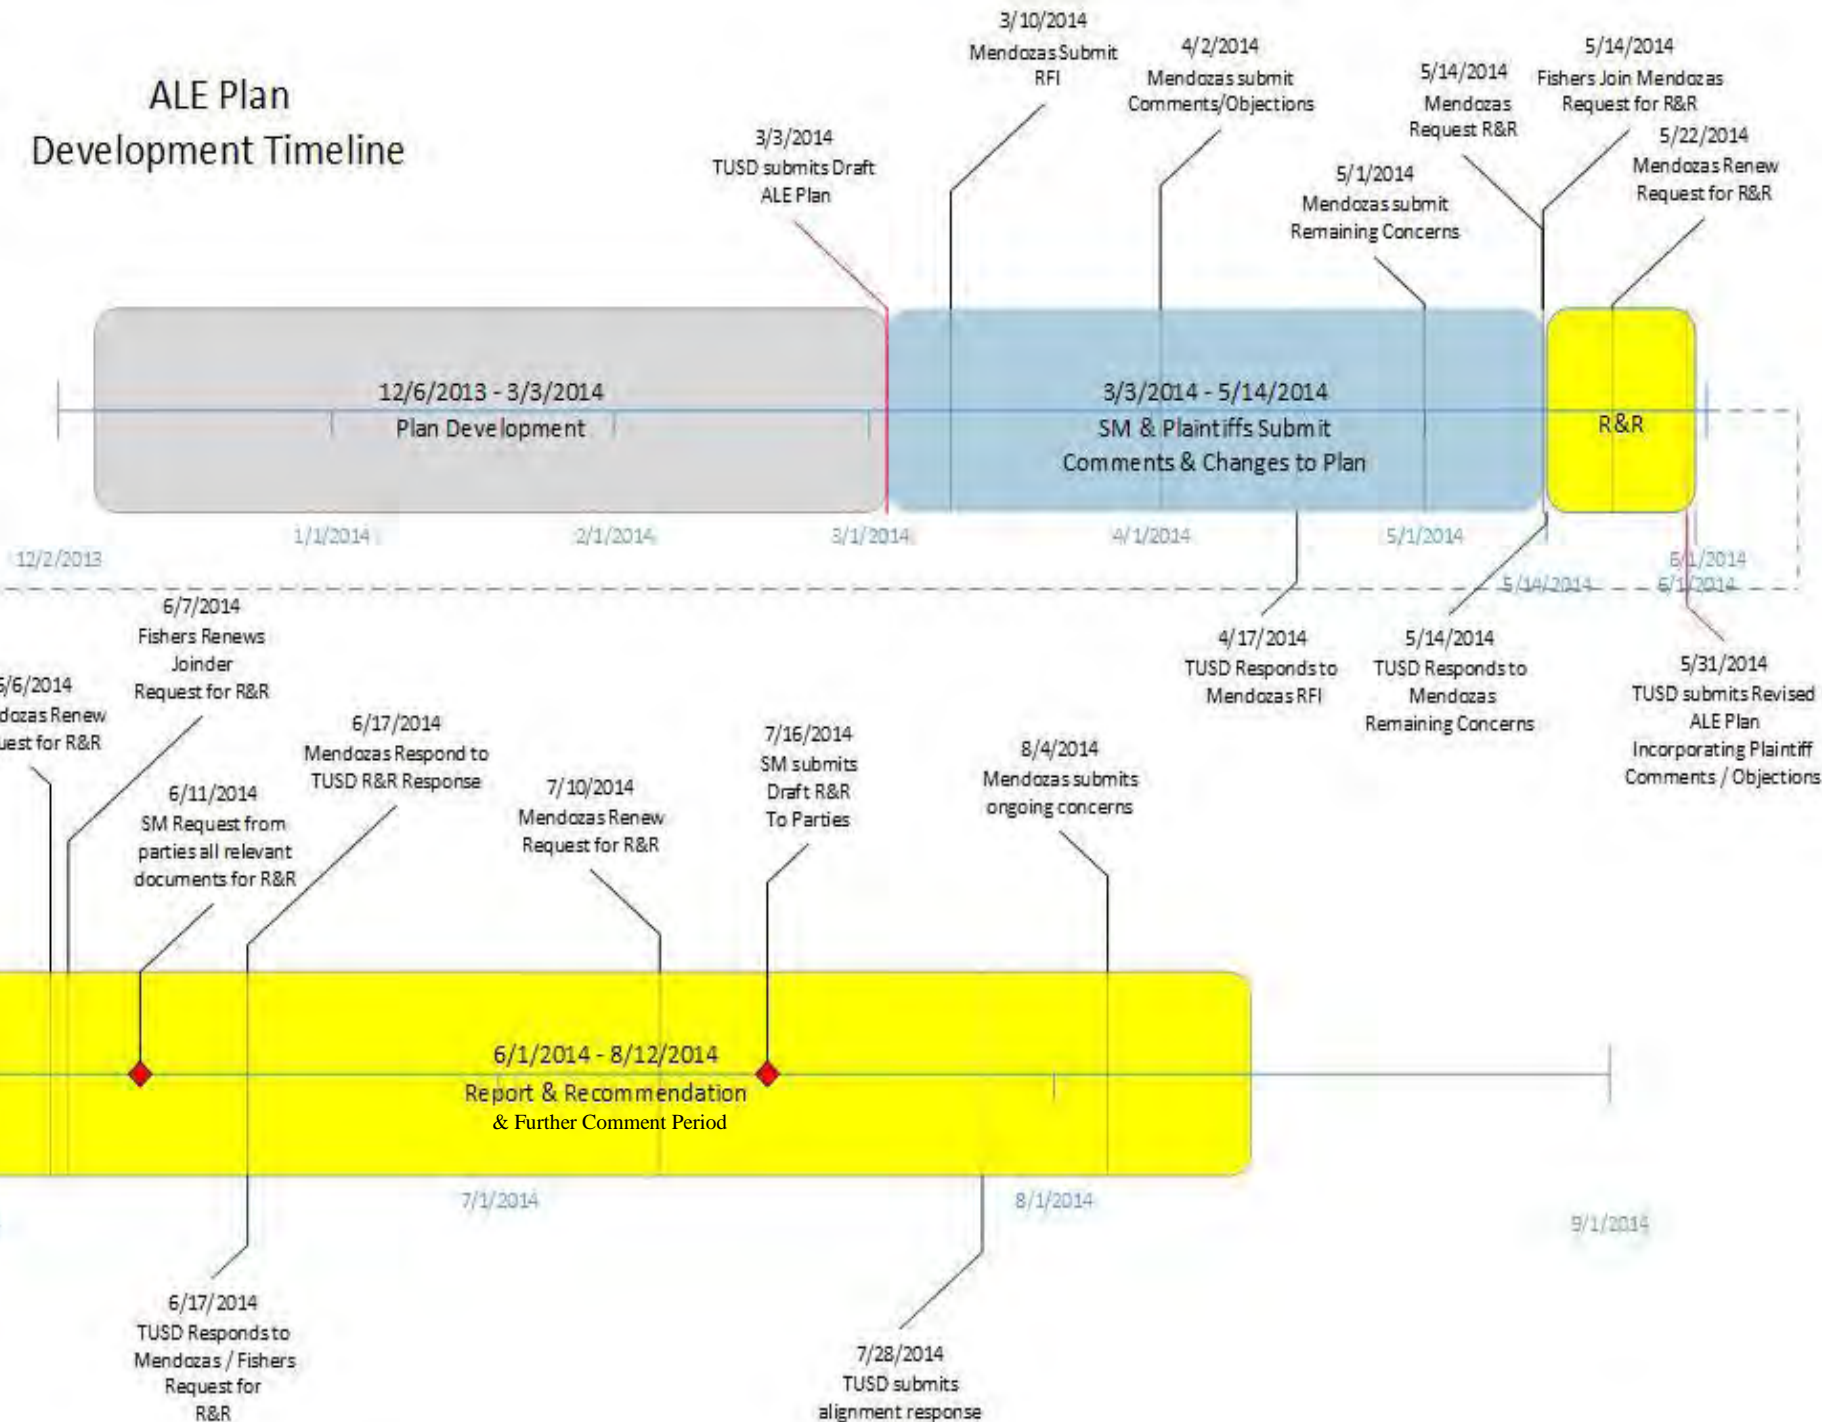 ALE Plan
Development Timeline
3/3/2014
TUSD submits Draft
ALE Plan
3/10/2014
Mendozas Submit
RFI
4/2/2014
Mendozas submit
Comments/Objections
5/1/2014
Mendozas submit
Remaining Concerns
5/14/2014
Mendozas
Request R&R
5/14/2014
Fishers Join Mendozas
Request for R&R
5/22/2014
Mendozas Renew
Request for R&R
12/6/2013 - 3/3/2014
Plan Development
3/3/2014 - 5/14/2014
SM & Plaintiffs Submit
Comments & Changes to Plan
R&R
12/2/2013
1/1/2014
2/1/2014
3/1/2014
4/1/2014
5/1/2014
5/14/2014
6/1/2014
6/1/2014
4/17/2014
TUSD Responds to
Mendozas RFI
5/14/2014
TUSD Responds to
Mendozas
Remaining Concerns
5/31/2014
TUSD submits Revised
ALE Plan
Incorporating Plaintiff
Comments / Objections
/6/2014
dozas Renew
uest for R&R
6/7/2014
Fishers Renews
Joinder
Request for R&R
6/11/2014
SM Request from
parties all relevant
documents for R&R
6/17/2014
Mendozas Respond to
TUSD R&R Response
7/10/2014
Mendozas Renew
Request for R&R
7/16/2014
SM submits
Draft R&R
To Parties
8/4/2014
Mendozas submits
ongoing concerns
6/1/2014 - 8/12/2014
Report & Recommendation
& Further Comment Period
7/1/2014
8/1/2014
9/1/2014
6/17/2014
TUSD Responds to
Mendozas / Fishers
Request for
R&R
7/28/2014
TUSD submits
alignment response